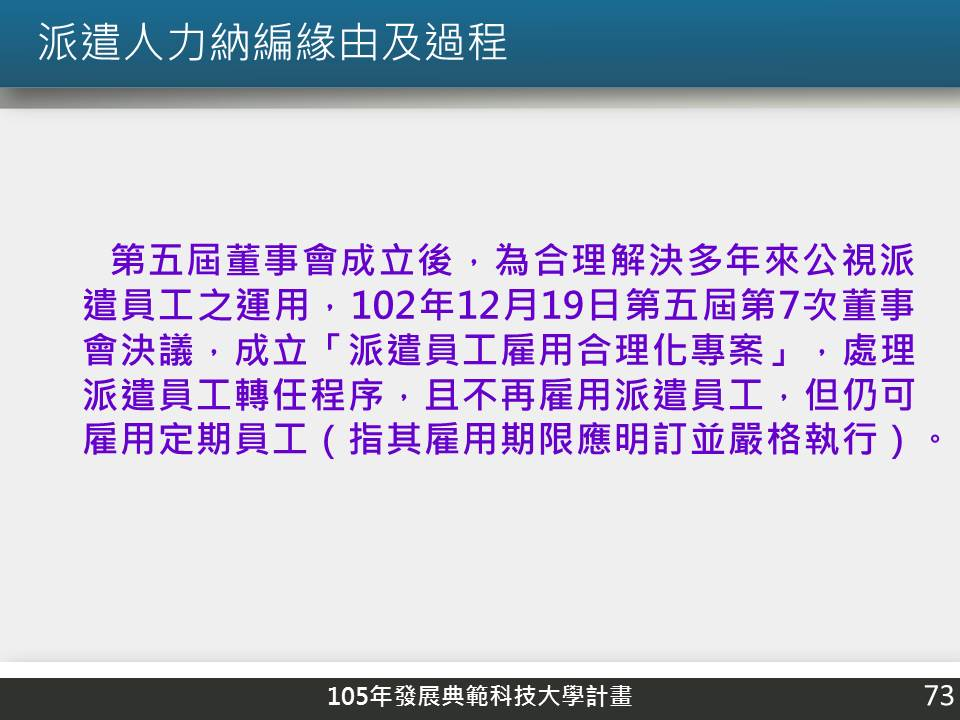 派遣人力納編緣由及過程
第五屆董事會成立後，為合理解決多年來公視派
遣員工之運用，102年12月19日第五屆第7次董事
會決議，成立「派遣員工雇用合理化專案」，處理
派遣員工轉任程序，且不再雇用派遣員工，但仍可
雇用定期員工（指其雇用期限應明訂並嚴格執行）。
105年發展典範科技大學計畫
73